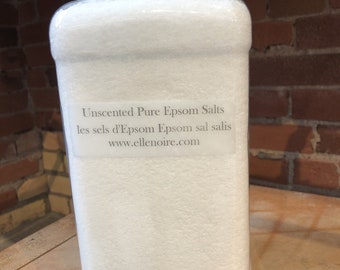 Unscented Pure Epsom Salts
les sels d'Epsom Epsom sal salis
www.ellenoire.com